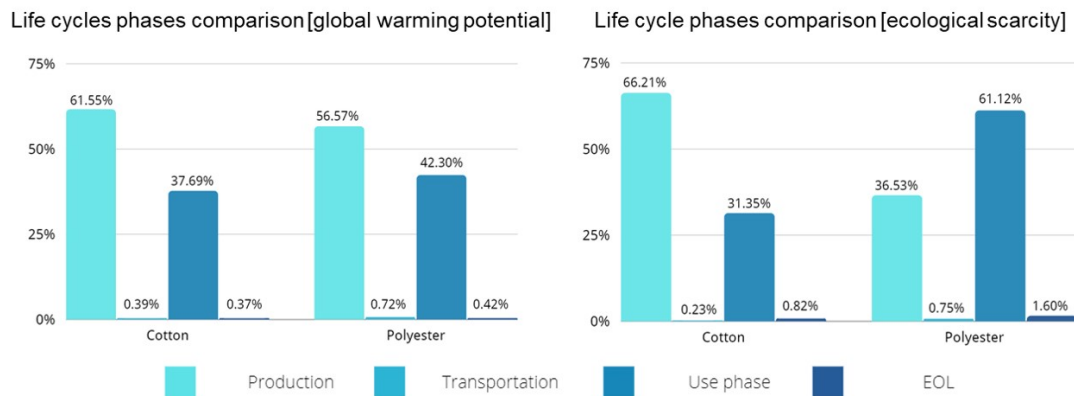 Life cycles phases comparison [global warming potential]
75%
61.55%
56.57%
50%
42.30%
37.69%
25%
0.39%
0.37%
0.72%
0.42%
0%
Cotton
Polyester
Life cycle phases comparison [ecological scarcity]
75%
66.21%
61.12%
50%
36.53%
31.35%
25%
0.23%
0.82%
0.75%
1.60%
0%
Cotton
Polyester
Production
Transportation
Use phase
EOL